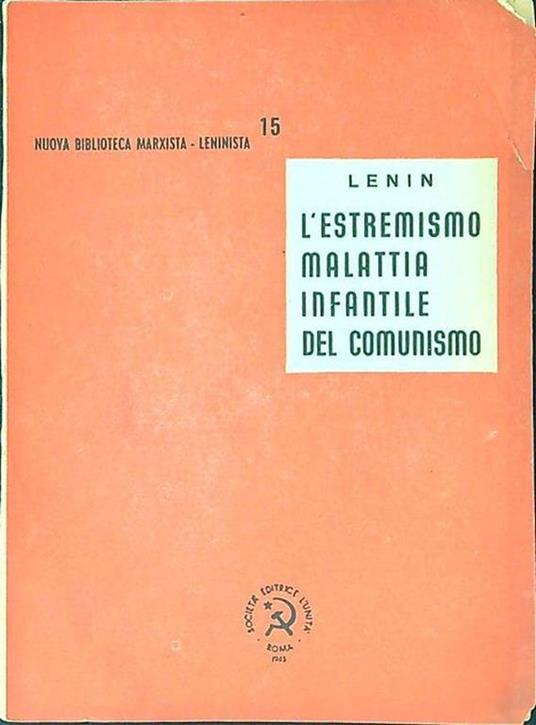 15
NUOVA BIBLIOTECA MARXISTA - LENINISTA
LENIN
L'ESTREMISMO
MALATTIA
INFANTILE
DEL COMUNISMO
SOCIETÀ EDITRICE L'UNITÀ
ROMA